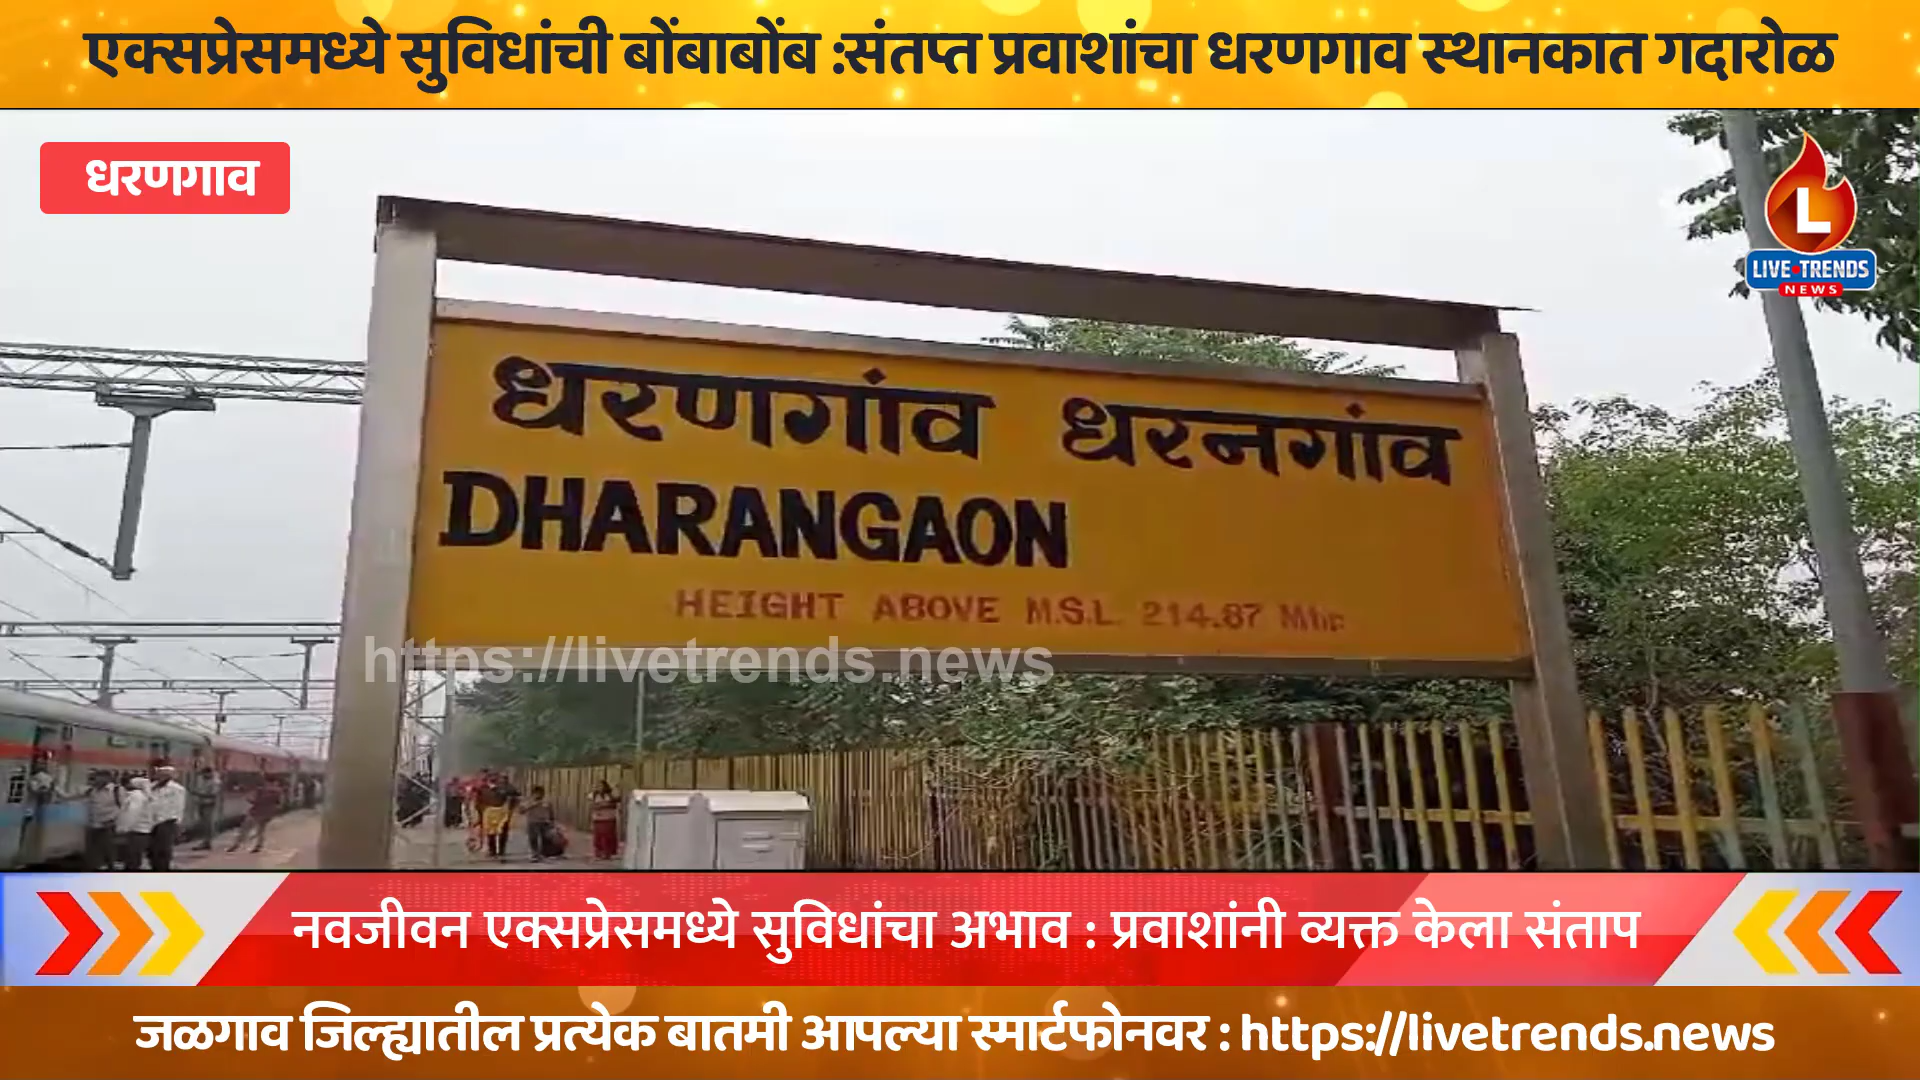 एक्सप्रेसमध्ये सुविधांची बोंबाबोंब :संतप्त प्रवाशांचा धरणगाव स्थानकात गदारोळ
धरणगाव
L
LIVE•TRENDS
NEWS
धरणगांव धरनगांव
DHARANGAON
HEIGHT ABOVE M.S.L. 214.87 Mtr
https://livetrends.news
नवजीवन एक्सप्रेसमध्ये सुविधांचा अभाव : प्रवाशांनी व्यक्त केला संताप
जळगाव जिल्ह्यातील प्रत्येक बातमी आपल्या स्मार्टफोनवर : https://livetrends.news